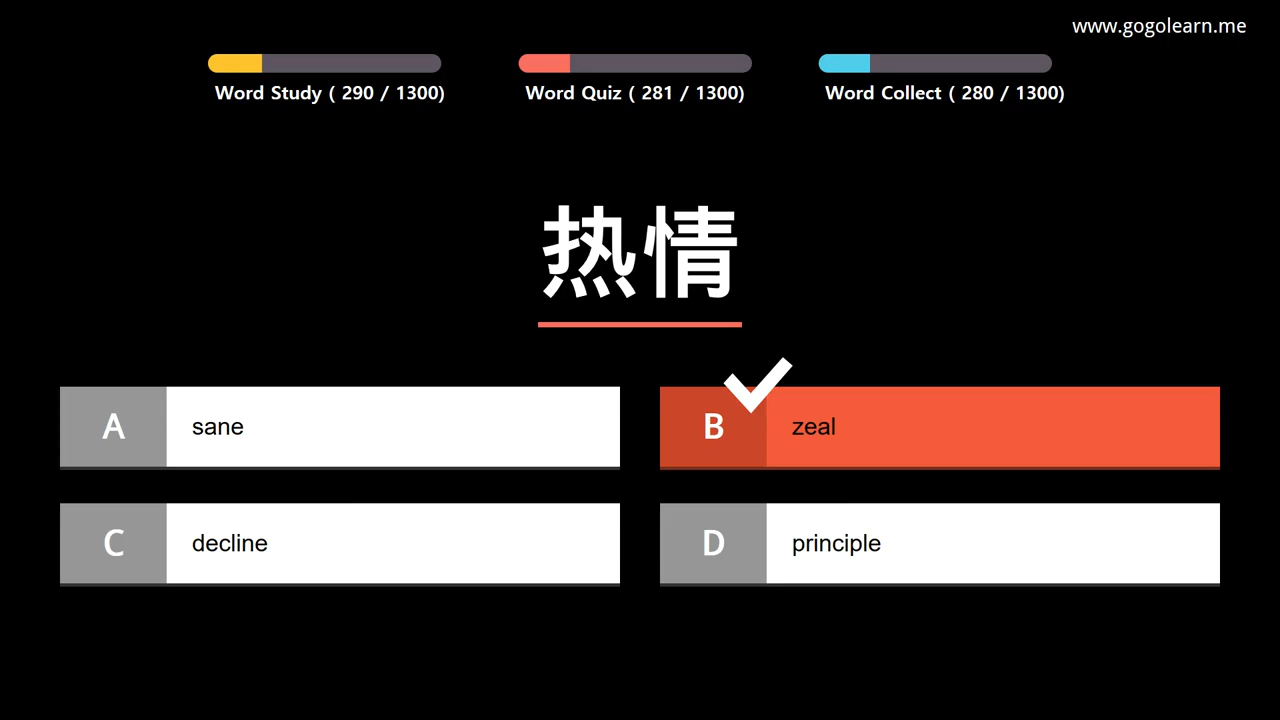 www.gogolearn.me
Word Study ( 290 / 1300)
Word Quiz ( 281 / 1300)
Word Collect ( 280 / 1300)
热情
A sane
B zeal
C decline
D principle